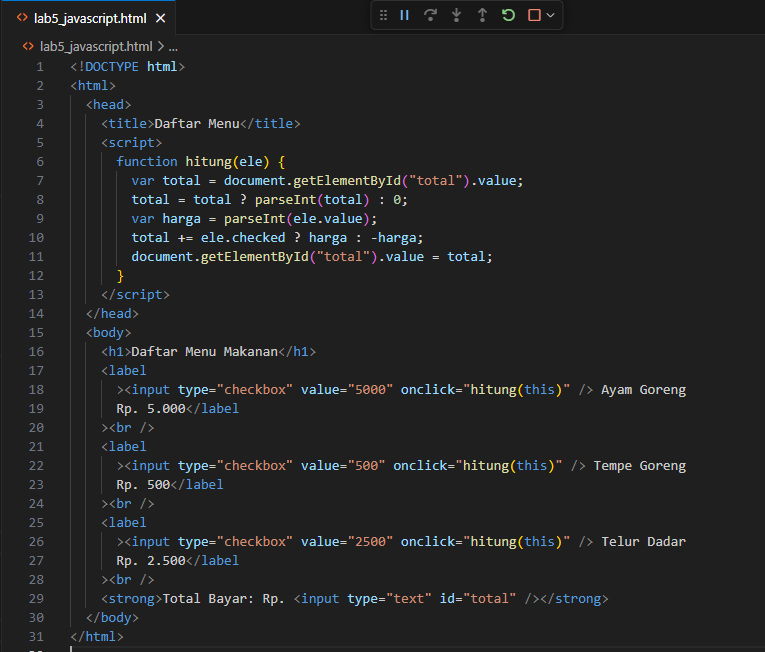 lab5_javascript.html
lab5_javascript.html > ...
1 <!DOCTYPE html>
2 <html>
3 <head>
4 <title>Daftar Menu</title>
5 <script>
6 function hitung(ele) {
7 var total = document.getElementById("total").value;
8 total = total ? parseInt(total) : 0;
9 var harga = parseInt(ele.value);
10 total += ele.checked ? harga : -harga;
11 document.getElementById("total").value = total;
12 }
13 </script>
14 </head>
15 <body>
16 <h1>Daftar Menu Makanan</h1>
17 <label
18 ><input type="checkbox" value="5000" onclick="hitung(this)" /> Ayam Goreng
19 Rp. 5.000</label
20 ><br />
21 <label
22 ><input type="checkbox" value="500" onclick="hitung(this)" /> Tempe Goreng
23 Rp. 500</label
24 ><br />
25 <label
26 ><input type="checkbox" value="2500" onclick="hitung(this)" /> Telur Dadar
27 Rp. 2.500</label
28 ><br />
29 <strong>Total Bayar: Rp. <input type="text" id="total" /></strong>
30 </body>
31 </html>